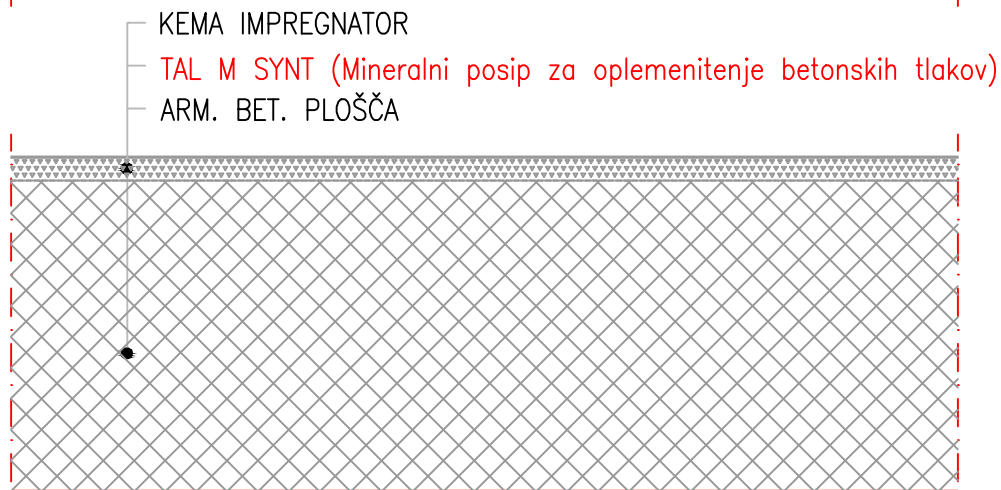 KEMA IMPREGNATOR
TAL M SYNT (Mineralni posip za oplemenitenje betonskih tlakov)
ARM. BET. PLOŠČA